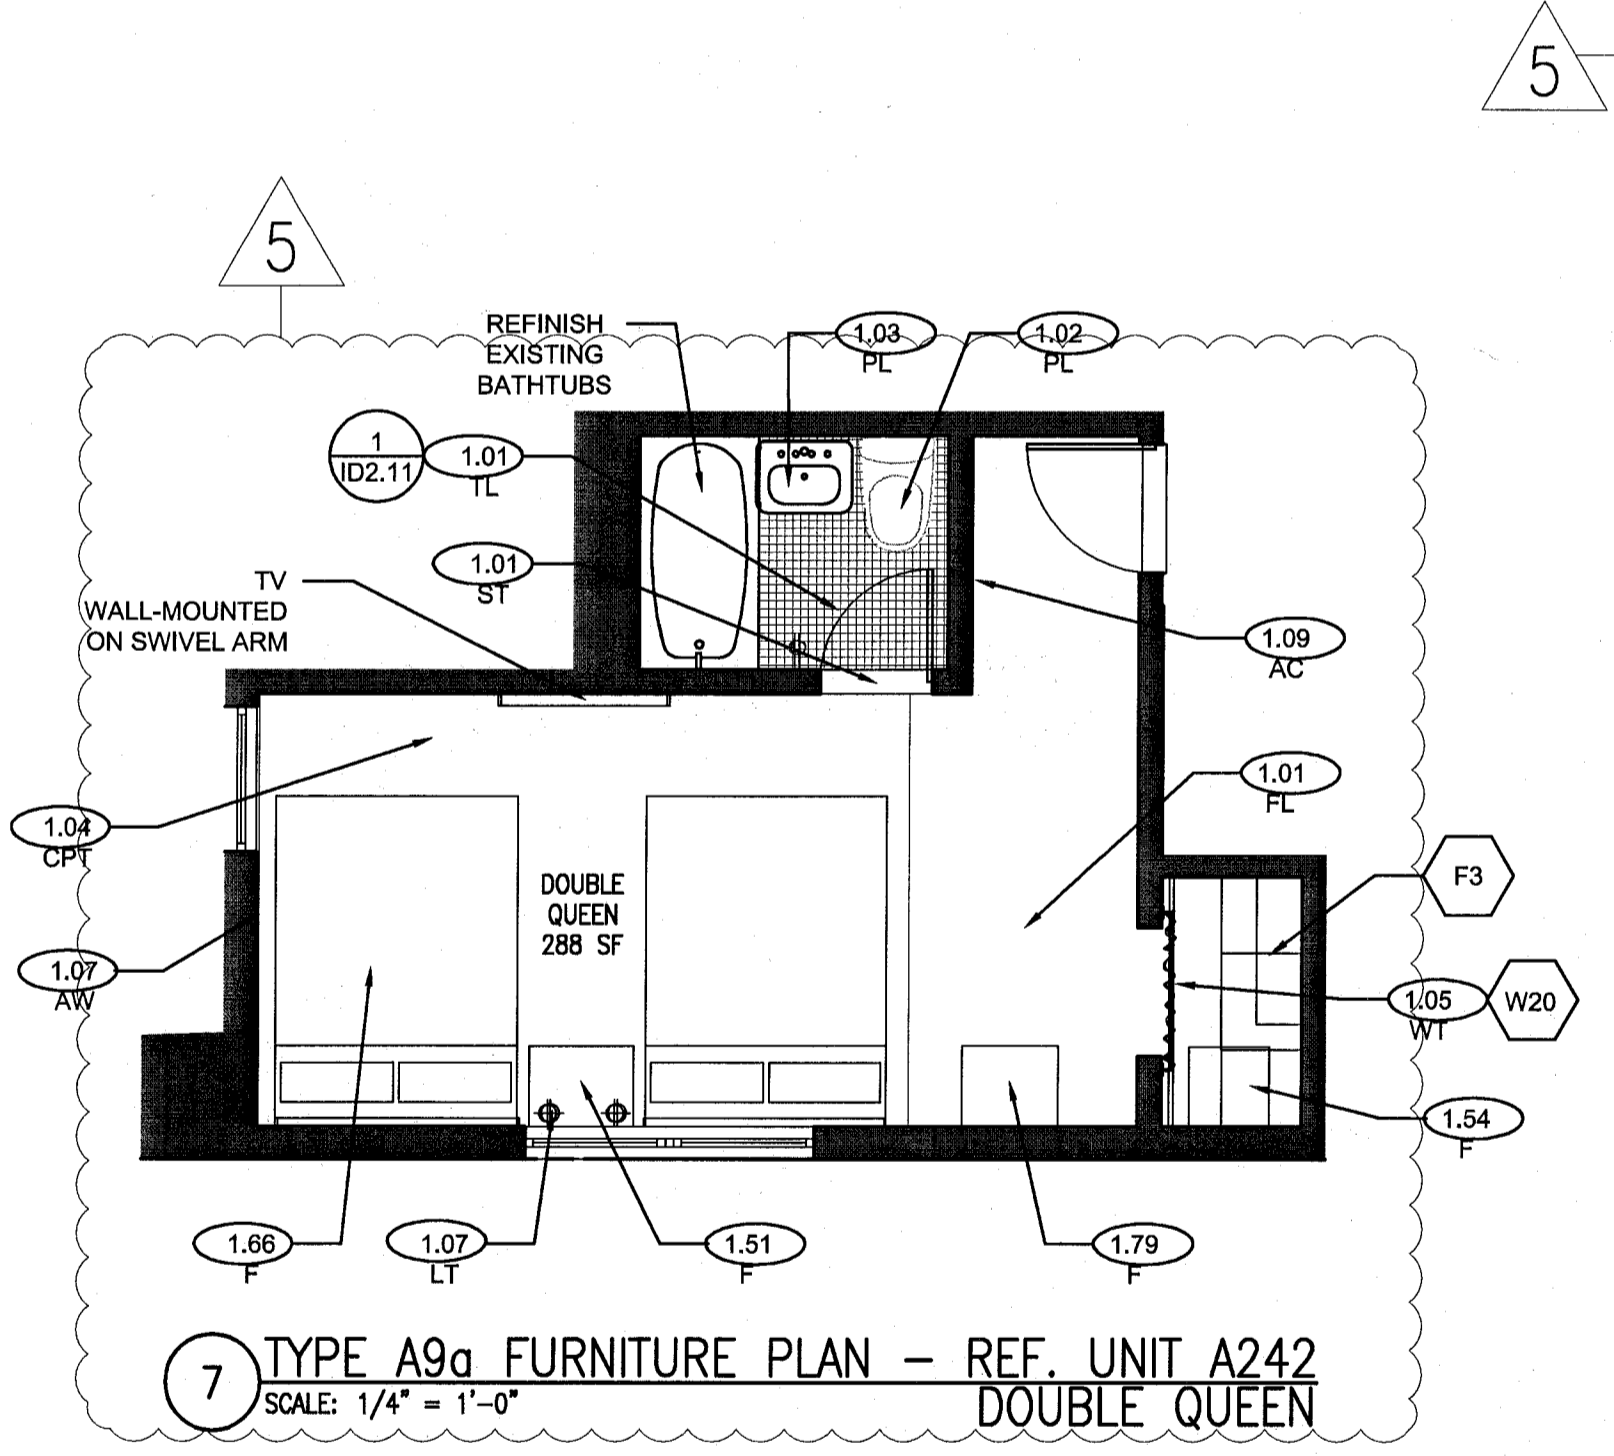 5
5
REFINISH
EXISTING
BATHTUBS
1.03
PL
1.02
PL
1
ID2.11
1.01
TL
1.01
ST
TV
WALL-MOUNTED
ON SWIVEL ARM
1.09
AC
1.04
CPT
1.01
FL
DOUBLE
QUEEN
288 SF
F3
1.07
AW
1.05
WT
W20
1.54
F
1.66
F
1.07
LT
1.51
F
1.79
F
7
TYPE A9a FURNITURE PLAN - REF. UNIT A242
SCALE: 1/4" = 1'-0"
DOUBLE QUEEN